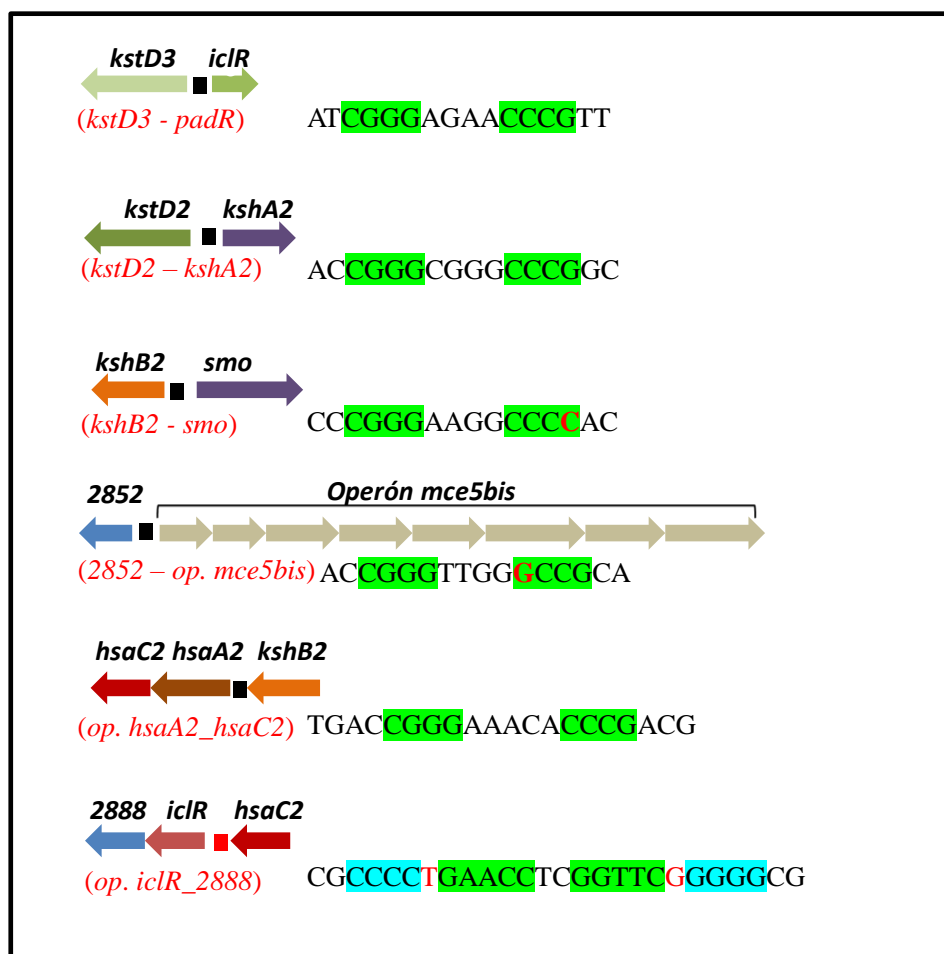 kstD3 iclR
(kstD3 - padR) ATCGGGAGAACCCGTT
kstD2 kshA2
(kstD2 – kshA2) ACCGGGCGGGCCCGGC
kshB2 smo
(kshB2 - smo) CCCGGGAAGGCCCCAC
2852 Operón mce5bis
(2852 – op. mce5bis) ACCGGGTTGGGCCGCA
hsaC2 hsaA2 kshB2
(op. hsaA2_hsaC2) TGACCGGGAAACACCCGACG
2888 iclR hsaC2
(op. iclR_2888) CGCCCCTGAACCTCGGTTCGGGGGCG